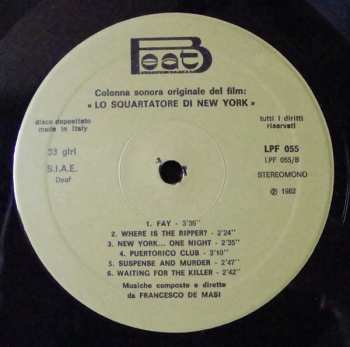 Beat
Colonna sonora originale del film:
« LO SQUARTATORE DI NEW YORK »
disco depositato
made in Italy
tutti i diritti
riservati
33 giri
LPF 055
LPF 055/B
S.I.A.E.
Deaf
STEREOMONO
℗ 1982
1. FAY - 3'35"
2. WHERE IS THE RIPPER? - 2'24"
3. NEW YORK... ONE NIGHT - 2'35"
4. PUERTORICO CLUB - 3'10"
5. SUSPENSE AND MURDER - 2'47"
6. WAITING FOR THE KILLER - 2'42"
Musiche composte e dirette
da FRANCESCO DE MASI